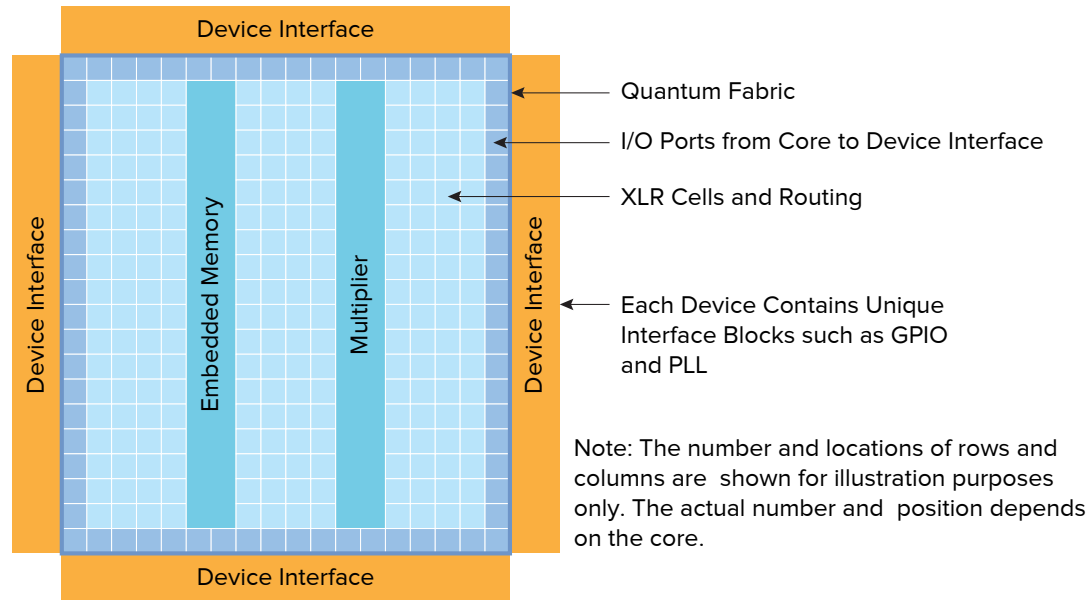 Device Interface
Device Interface
Embedded Memory
Multiplier
Device Interface
Quantum Fabric
I/O Ports from Core to Device Interface
XLR Cells and Routing
Each Device Contains Unique
Interface Blocks such as GPIO
and PLL
Note: The number and locations of rows and
columns are shown for illustration purposes
only. The actual number and position depends
on the core.
Device Interface